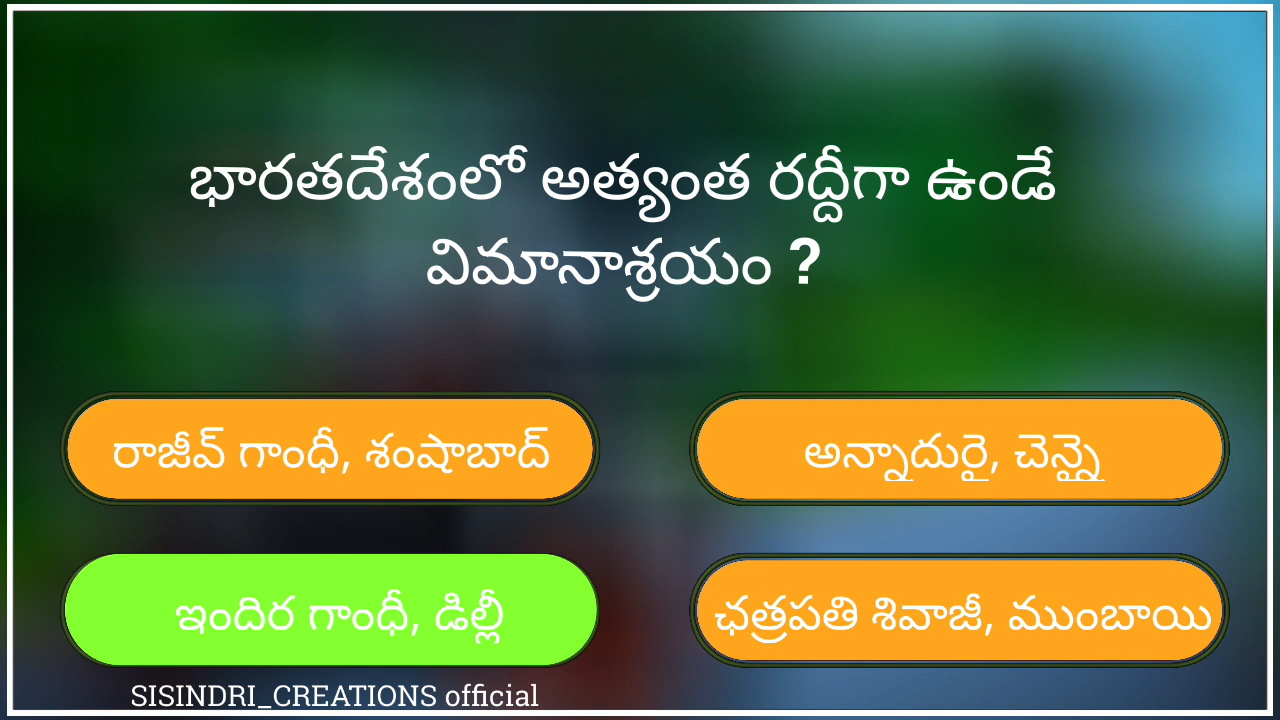 భారతదేశంలో అత్యంత రద్దీగా ఉండే
విమానాశ్రయం ?
రాజీవ్ గాంధీ, శంషాబాద్
అన్నాదురై, చెన్నై
ఇందిర గాంధీ, డిల్లీ
ఛత్రపతి శివాజీ, ముంబాయి
SISINDRI_CREATIONS official